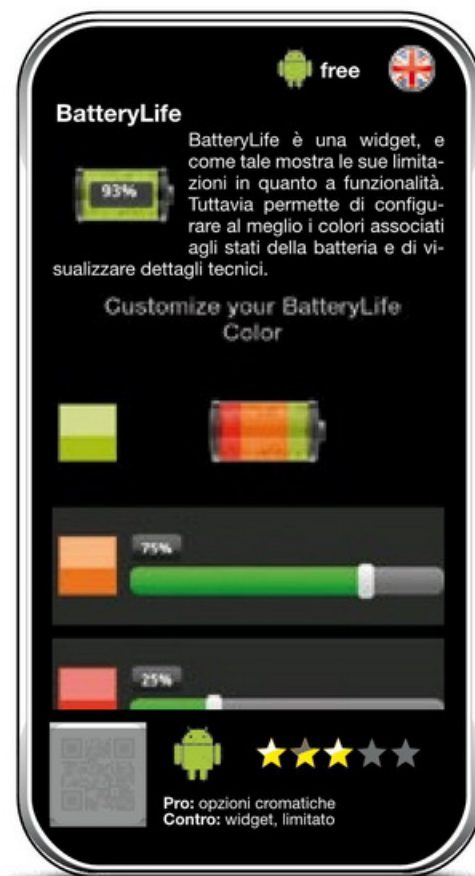 free
BatteryLife
BatteryLife è una widget, e
come tale mostra le sue limita-
zioni in quanto a funzionalità.
Tuttavia permette di configu-
rare al meglio i colori associati
agli stati della batteria e di vi-
sualizzare dettagli tecnici.
93%
Customize your BatteryLife
Color
75%
25%
Pro: opzioni cromatiche
Contro: widget, limitato